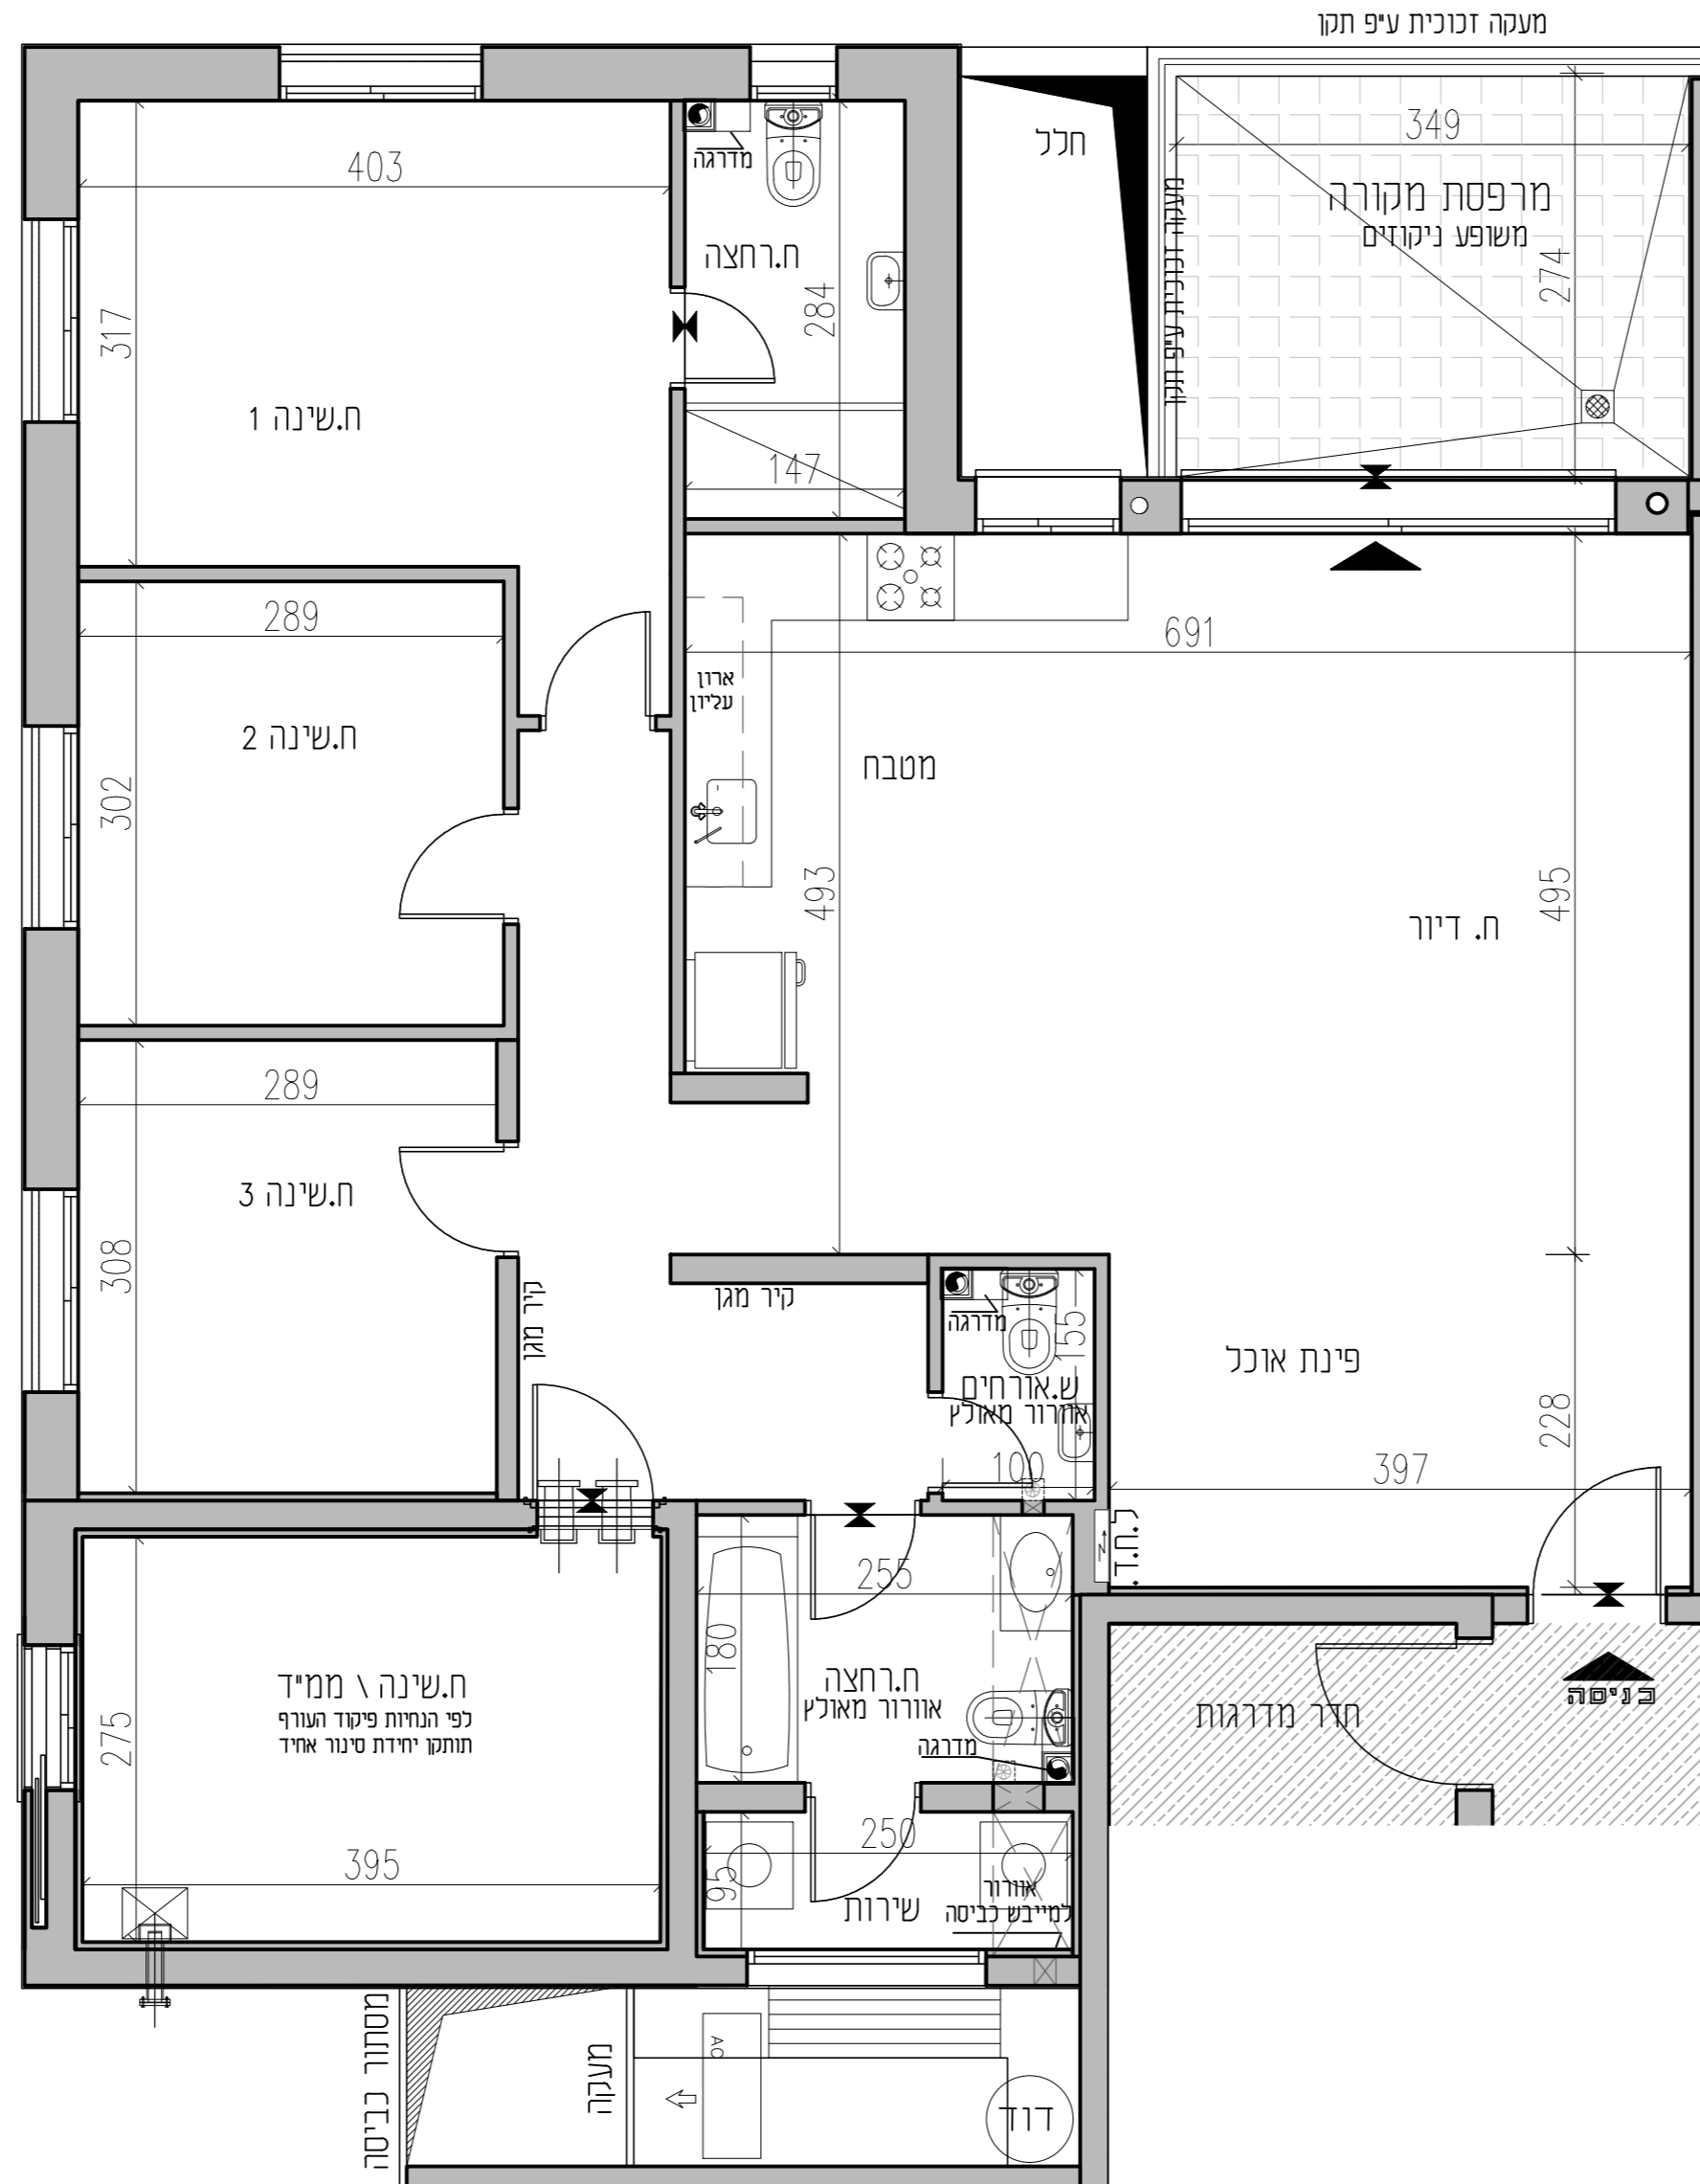 מעקה זכוכית ע"פ תקן
349
חלל
מרפסת מקורה
משופע ניקוזים
274
מעקה זכוכית ע"פ תקן
403
מדרגה
ח.רחצה
284
317
ח.שינה 1
147
289
691
ארון
עליון
ח.שינה 2
מטבח
302
493
495
ח. דיור
289
ח.שינה 3
308
קיר מגן
קיר מגן
מדרגה
155
ש.אורחים
אוורור מאולץ
פינת אוכל
228
100
397
ל.ח.ד.
255
180
ח.שינה \ ממ"ד
לפי הנחיות פיקוד העורף
תותקן יחידת סינור אחיד
ח.רחצה
אוורור מאולץ
מדרגה
חדר מדרגות
כניסה
275
395
250
95
שירות
אוורור
למייבש כביסה
מסתור כביסה
מעקה
AC
דוד